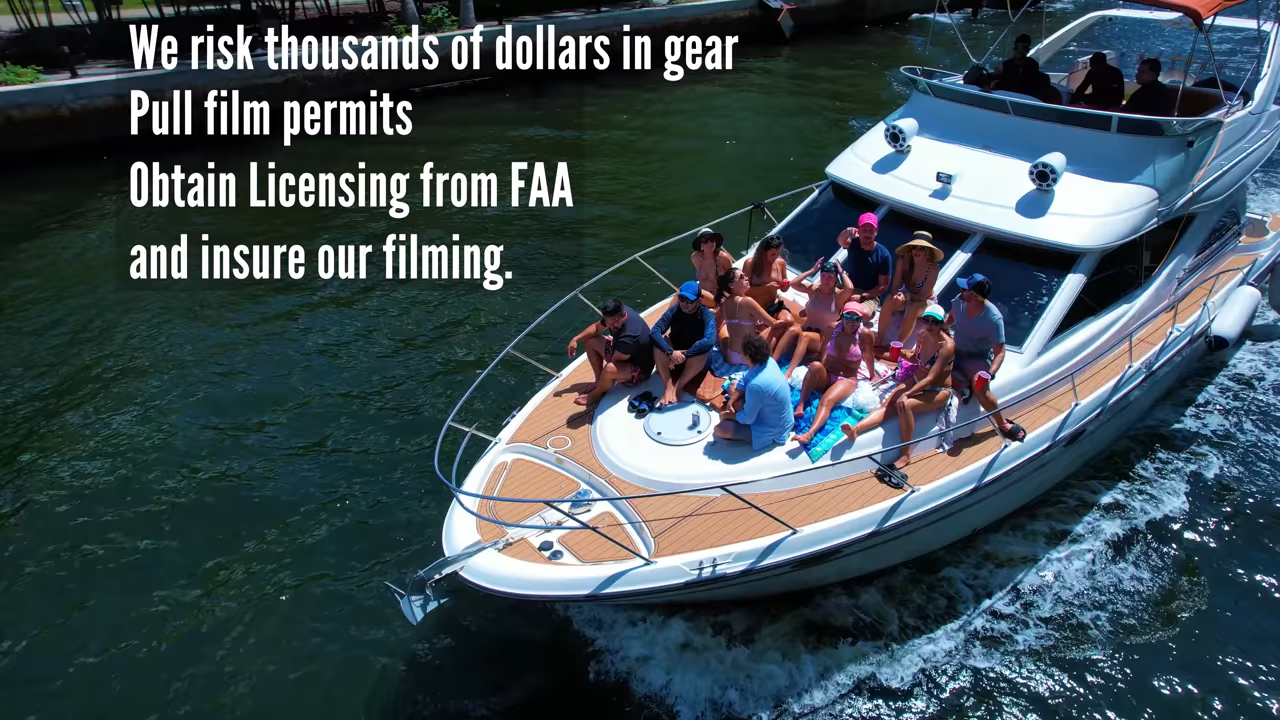 We risk thousands of dollars in gear
Pull film permits
Obtain Licensing from FAA
and insure our filming.